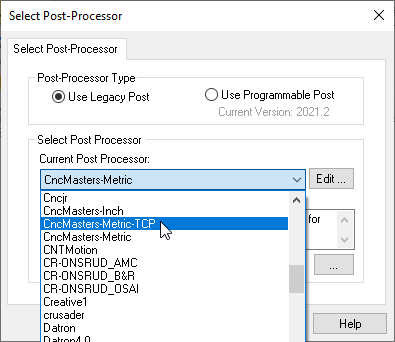 Select Post-Processor
Select Post-Processor
Post-Processor Type
Use Legacy Post
Use Programmable Post
Current Version: 2021.2
Select Post Processor
Current Post Processor:
CncMasters-Metric
Edit ...
Cncjr
CncMasters-Inch
CncMasters-Metric-TCP
for
CncMasters-Metric
CNTMotion
CR-ONSRUD_AMC
...
CR-ONSRUD_B&R
CR-ONSRUD_OSAI
Creative1
crusader
Help
Datron
Datron4.0